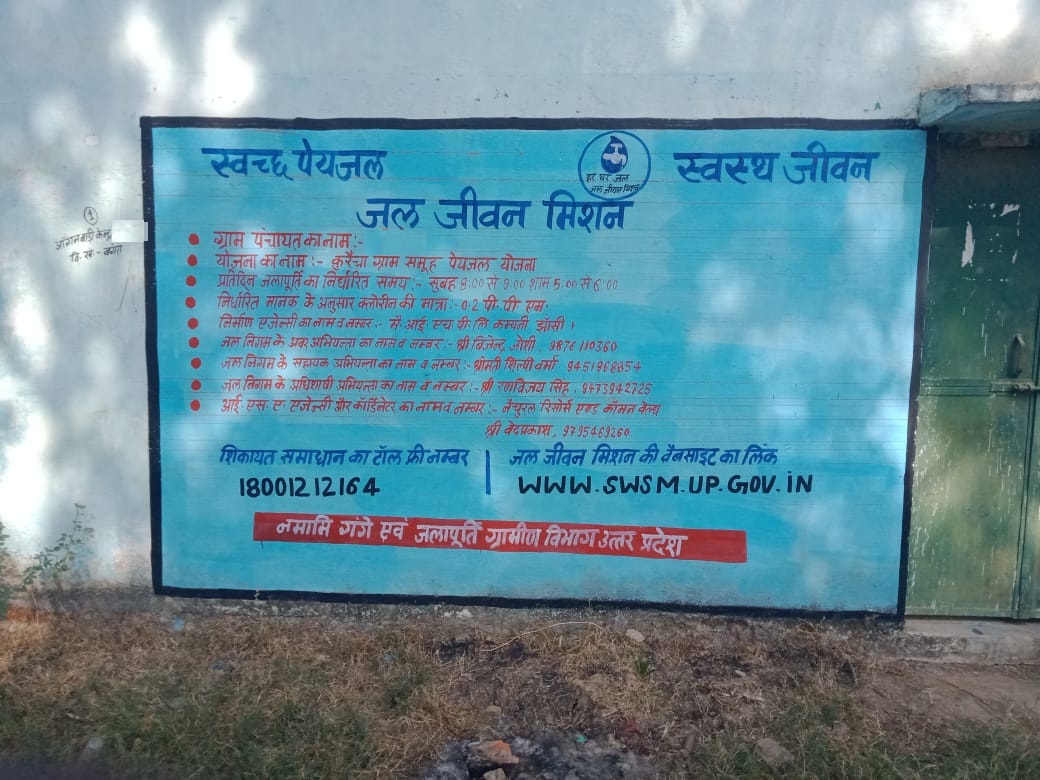 स्वच्छ पेयजल
हर घर जल
जल जीवन मिशन
स्वस्थ जीवन
जल जीवन मिशन
ग्राम पंचायत का नाम :-
योजना का नाम :- कुरैचा ग्राम समूह पेयजल योजना
प्रतिदिन जलापूर्ति का निर्धारित समय :- सुबह 8:00 से 9:00 शाम 5:00 से 6:00
निर्धारित मानक के अनुसार क्लोरीन की मात्रा :- 0.2 पी. पी. एम.
निर्माण एजेन्सी का नाम व नम्बर :- मै. आई. एच. पी. लि. कम्पनी झाँसी ।
जल निगम के अवर अभियन्ता का नाम व नम्बर :- श्री बिजेन्द्र जोशी, 9876110360
जल निगम के सहायक अभियन्ता का नाम व नम्बर :- श्रीमती शिल्पी वर्मा, 9451968854
जल निगम के अधिशाषी अभियन्ता का नाम व नम्बर :- श्री रणविजय सिंह, 9473942725
आई. एस. ए. एजेन्सी और कॉर्डिनेटर का नाम व नम्बर :- नैचुरल रिसोर्स एण्ड कॉमन वेल्थ
श्री वेदप्रकाश, 9795469260
शिकायत समाधान का टॉल फ्री नम्बर
18001212164
जल जीवन मिशन की वैबसाइट का लिंक
WWW.SWSM.UP.GOV.iN
नमामि गंगे एवं जलापूर्ति ग्रामीण विभाग उत्तर प्रदेश
1
आँगनबाड़ी केन्द्र